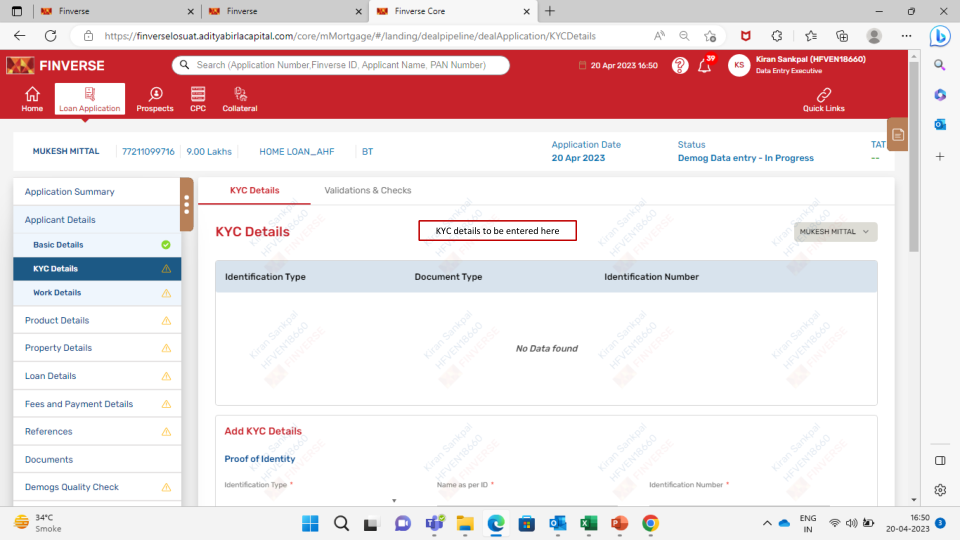 Finverse
Finverse
Finverse Core
https://finverselosuat.adityabirlacapital.com/core/mMortgage/#/landing/dealpipeline/dealApplication/KYCDetails
FINVERSE
Search (Application Number,Finverse ID, Applicant Name, PAN Number)
20 Apr 2023 16:50
39
KS
Kiran Sankpal (HFVEN18660)
Data Entry Executive
Home
Loan Application
Prospects
CPC
Collateral
Quick Links
MUKESH MITTAL
77211099716
9.00 Lakhs
HOME LOAN_AHF
BT
Application Date
20 Apr 2023
Status
Demog Data entry - In Progress
TAT
--
Application Summary
Applicant Details
Basic Details
KYC Details
Work Details
Product Details
Property Details
Loan Details
Fees and Payment Details
References
Documents
Demogs Quality Check
KYC Details
Validations & Checks
KYC Details
KYC details to be entered here
MUKESH MITTAL
Identification Type
Document Type
Identification Number
No Data found
Add KYC Details
Proof of Identity
Identification Type *
Name as per ID *
Identification Number *
Kiran Sankpal
HFVEN18660
FINVERSE
34°C
Smoke
ENG
IN
16:50
20-04-2023
3